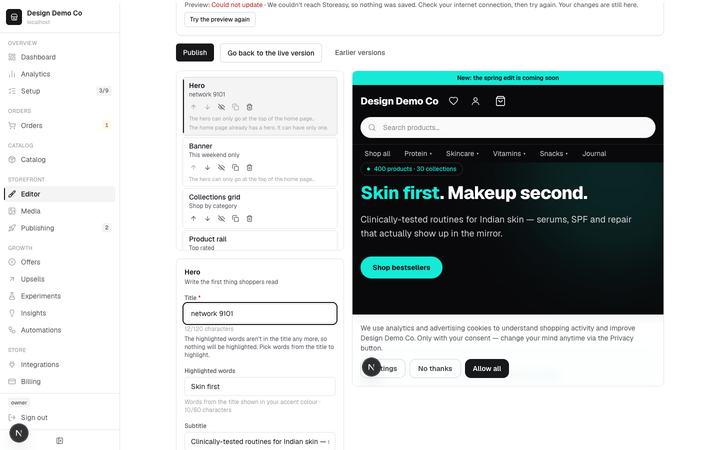 Design Demo Co
localhost
OVERVIEW
Dashboard
Analytics
Setup 3/9
ORDERS
Orders 1
CATALOG
Catalog
STOREFRONT
Editor
Media
Publishing 2
GROWTH
Offers
Upsells
Experiments
Insights
Automations
STORE
Integrations
Billing
owner
Sign out
N
Preview: Could not update · We couldn't reach Storeasy, so nothing was saved. Check your internet connection, then try again. Your changes are still here.
Try the preview again
Publish
Go back to the live version
Earlier versions
Hero
network 9101
The hero can only go at the top of the home page..
The home page already has a hero. It can have only one.
Banner
This weekend only
The hero can only go at the top of the home page..
Collections grid
Shop by category
Product rail
Top rated
Hero
Write the first thing shoppers read
Title *
network 9101
12/120 characters
The highlighted words aren't in the title any more, so
nothing will be highlighted. Pick words from the title to
highlight.
Highlighted words
Skin first
Words from the title shown in your accent colour ·
10/60 characters
Subtitle
Clinically-tested routines for Indian skin —
New: the spring edit is coming soon
Design Demo Co
Search products...
Shop all Protein Skincare Vitamins Snacks Journal
400 products · 30 collections
Skin first. Makeup second.
Clinically-tested routines for Indian skin — serums, SPF and repair
that actually show up in the mirror.
Shop bestsellers
We use analytics and advertising cookies to understand shopping activity and improve
Design Demo Co. Only with your consent — change your mind anytime via the Privacy
button.
N
tings
No thanks
Allow all